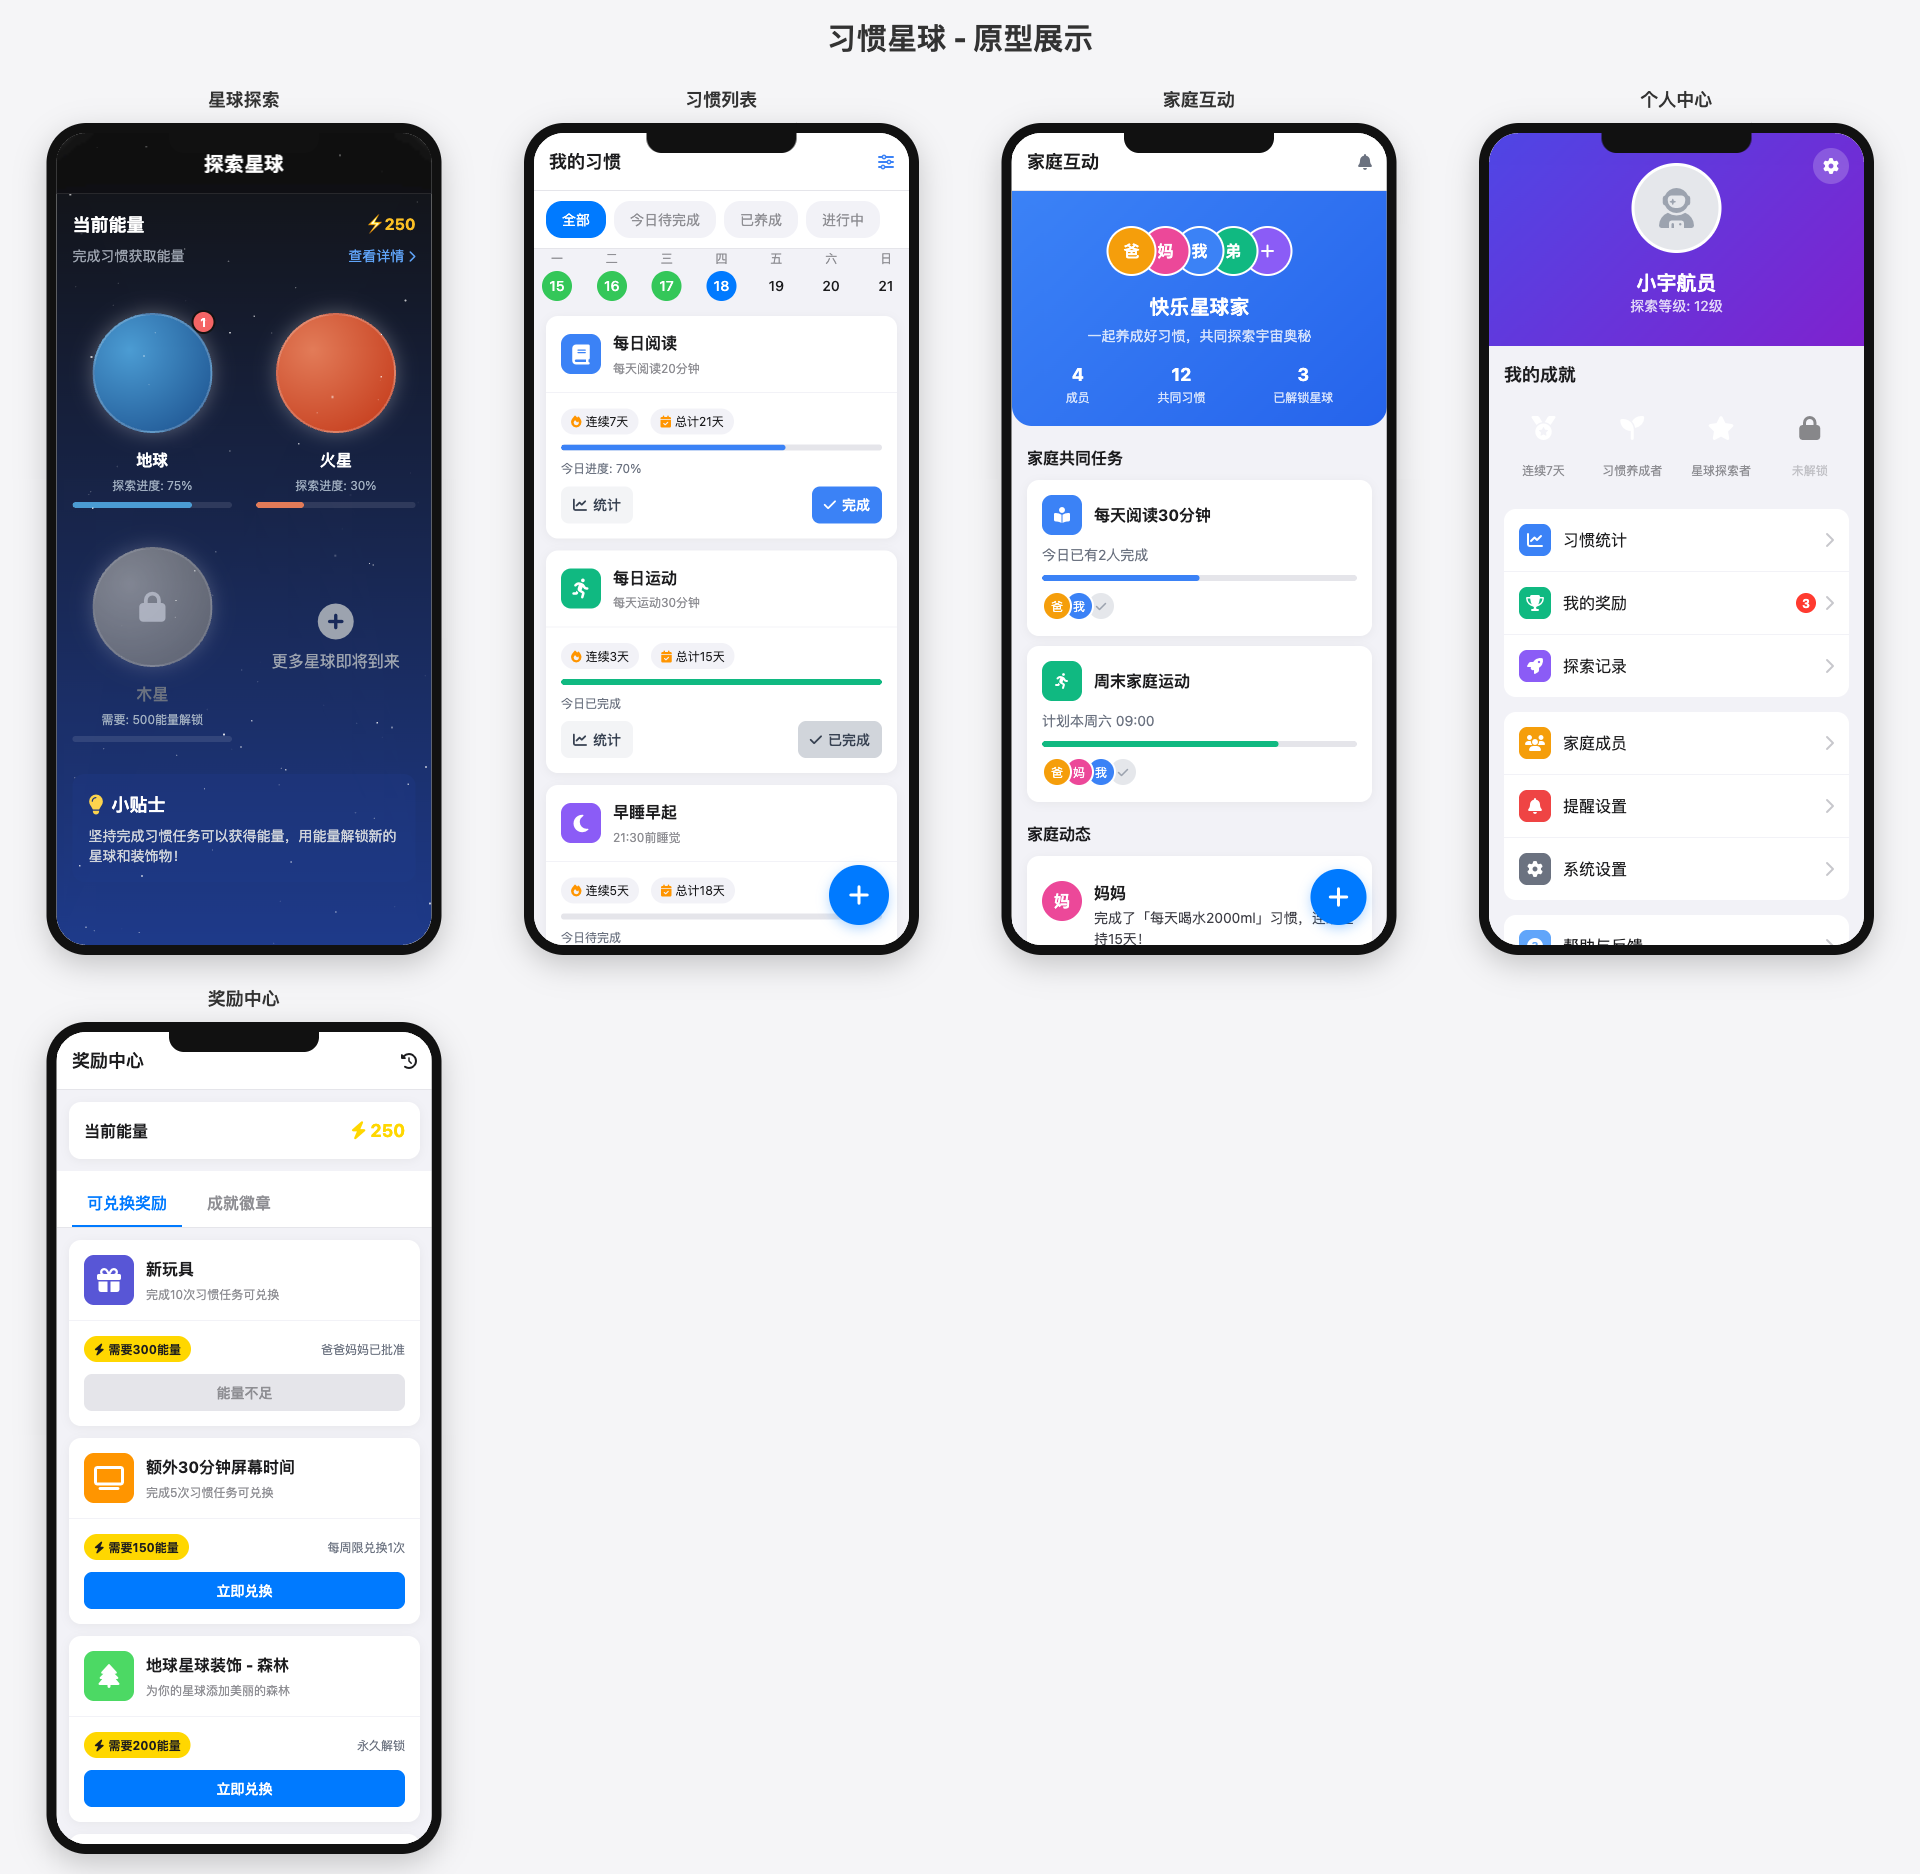 习惯星球 - 原型展示
星球探索
探索星球
当前能量
250
完成习惯获取能量
查看详情
1
地球
探索进度: 75%
火星
探索进度: 30%
木星
需要: 500能量解锁
更多星球即将到来
小贴士
坚持完成习惯任务可以获得能量，用能量解锁新的
星球和装饰物！
习惯列表
我的习惯
全部
今日待完成
已养成
进行中
一 二 三 四 五 六 日
15 16 17 18 19 20 21
每日阅读
每天阅读20分钟
连续7天
总计21天
今日进度: 70%
统计
完成
每日运动
每天运动30分钟
连续3天
总计15天
今日已完成
统计
已完成
早睡早起
21:30前睡觉
连续5天
总计18天
今日待完成
家庭互动
家庭互动
爸 妈 我 弟 +
快乐星球家
一起养成好习惯，共同探索宇宙奥秘
4 12 3
成员 共同习惯 已解锁星球
家庭共同任务
每天阅读30分钟
今日已有2人完成
爸 我
周末家庭运动
计划本周六 09:00
爸 妈 我
家庭动态
妈
妈妈
完成了「每天喝水2000ml」习惯，
持15天！
个人中心
小宇航员
探索等级: 12级
我的成就
连续7天
习惯养成者
星球探索者
未解锁
习惯统计
我的奖励
3
探索记录
家庭成员
提醒设置
系统设置
帮助与反馈
奖励中心
奖励中心
当前能量
250
可兑换奖励
成就徽章
新玩具
完成10次习惯任务可兑换
需要300能量
爸爸妈妈已批准
能量不足
额外30分钟屏幕时间
完成5次习惯任务可兑换
需要150能量
每周限兑换1次
立即兑换
地球星球装饰 - 森林
为你的星球添加美丽的森林
需要200能量
永久解锁
立即兑换